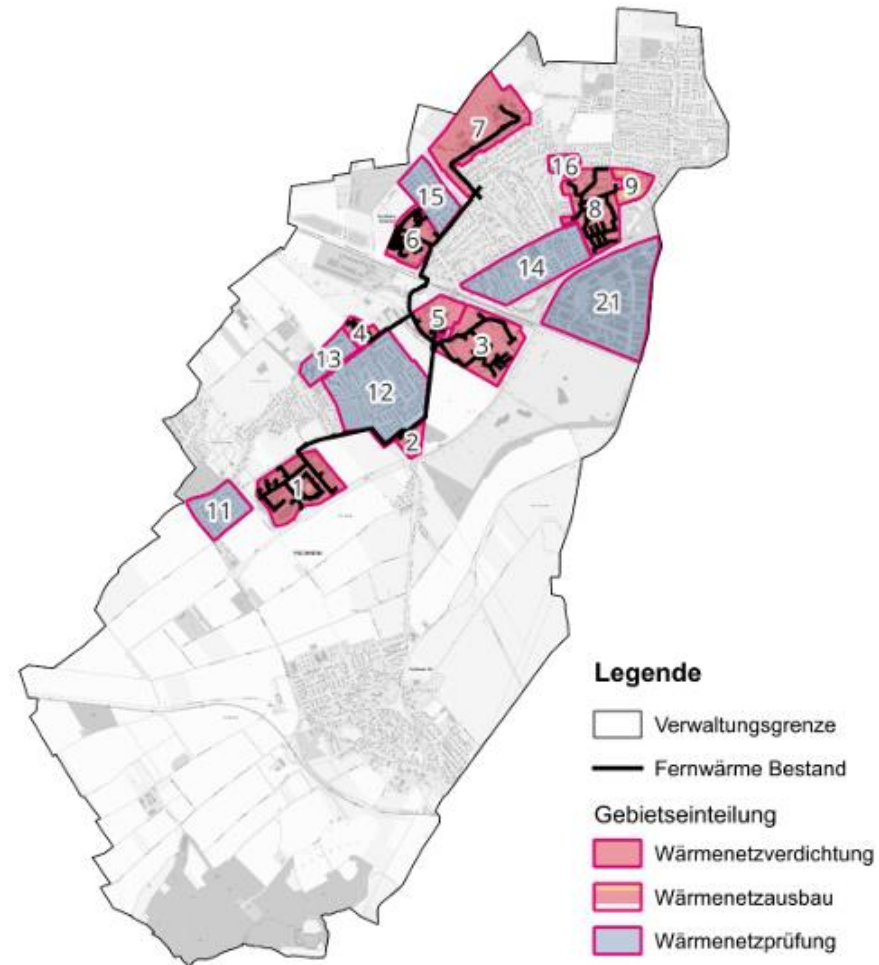 7
16
9
15
8
6
14
21
5
4
3
13
12
2
1
11
Legende
Verwaltungsgrenze
Fernwärme Bestand
Gebietseinteilung
Wärmenetzverdichtung
Wärmenetzausbau
Wärmenetzprüfung